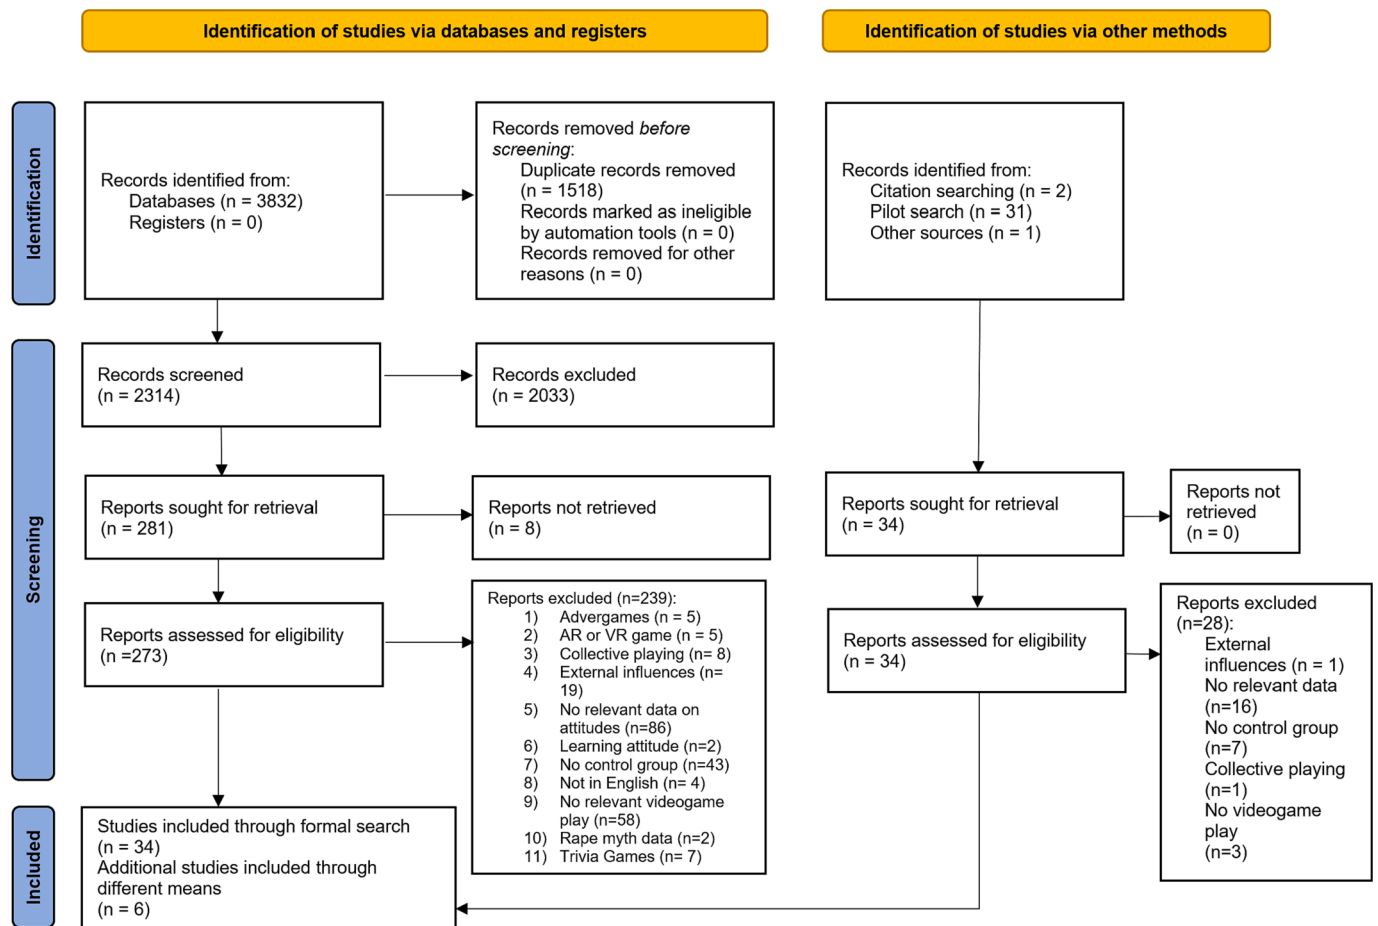 Identification of studies via databases and registers
Identification of studies via other methods
Identification
Records identified from:
Databases (n = 3832)
Registers (n = 0)
Records removed before
screening:
Duplicate records removed
(n = 1518)
Records marked as ineligible
by automation tools (n = 0)
Records removed for other
reasons (n = 0)
Records identified from:
Citation searching (n = 2)
Pilot search (n = 31)
Other sources (n = 1)
Screening
Records screened
(n = 2314)
Records excluded
(n = 2033)
Reports sought for retrieval
(n = 281)
Reports not retrieved
(n = 8)
Reports sought for retrieval
(n = 34)
Reports not
retrieved
(n = 0)
Reports assessed for eligibility
(n =273)
Reports excluded (n=239):
1) Advergames (n = 5)
2) AR or VR game (n = 5)
3) Collective playing (n= 8)
4) External influences (n=
19)
5) No relevant data on
attitudes (n=86)
6) Learning attitude (n=2)
7) No control group (n=43)
8) Not in English (n= 4)
9) No relevant videogame
play (n=58)
10) Rape myth data (n=2)
11) Trivia Games (n= 7)
Reports assessed for eligibility
(n = 34)
Reports excluded
(n=28):
External
influences (n = 1)
No relevant data
(n=16)
No control group
(n=7)
Collective playing
(n=1)
No videogame
play
(n=3)
Included
Studies included through formal search
(n = 34)
Additional studies included through
different means
(n = 6)